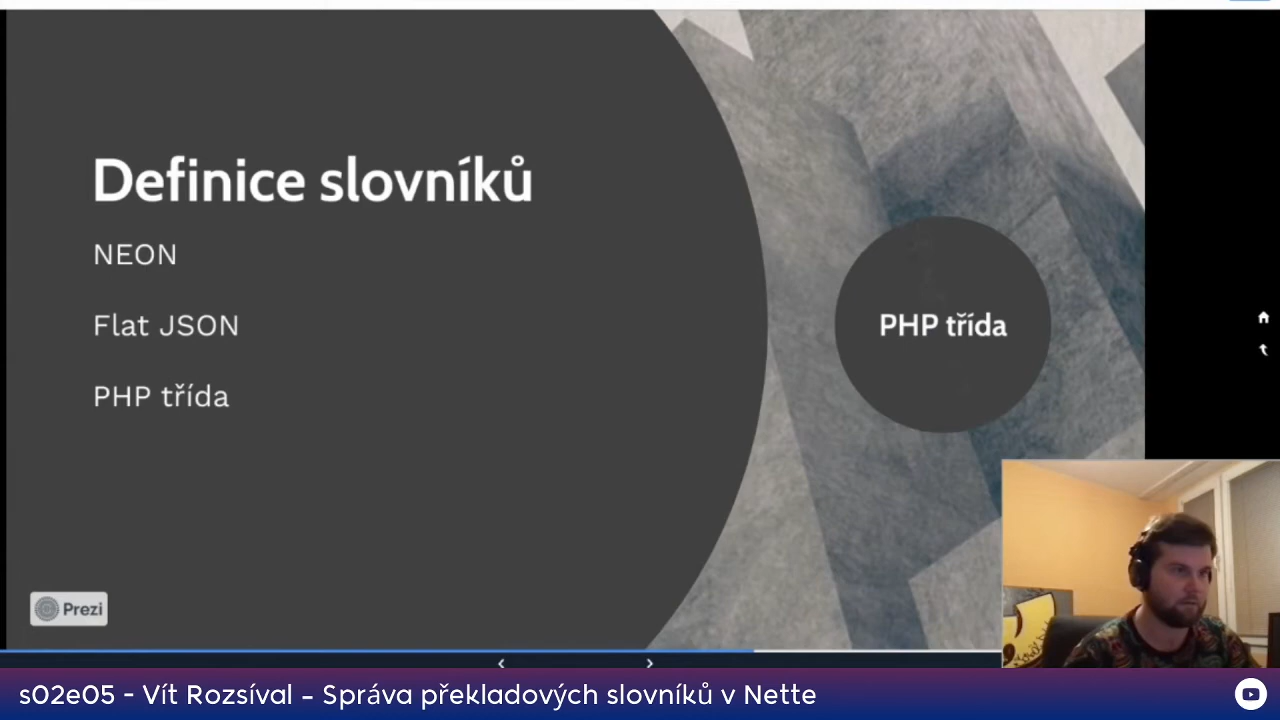 Definice slovníků
NEON
Flat JSON
PHP třída
PHP třída
Prezi
s02e05 - Vít Rozsíval - Správa překladových slovníků v Nette